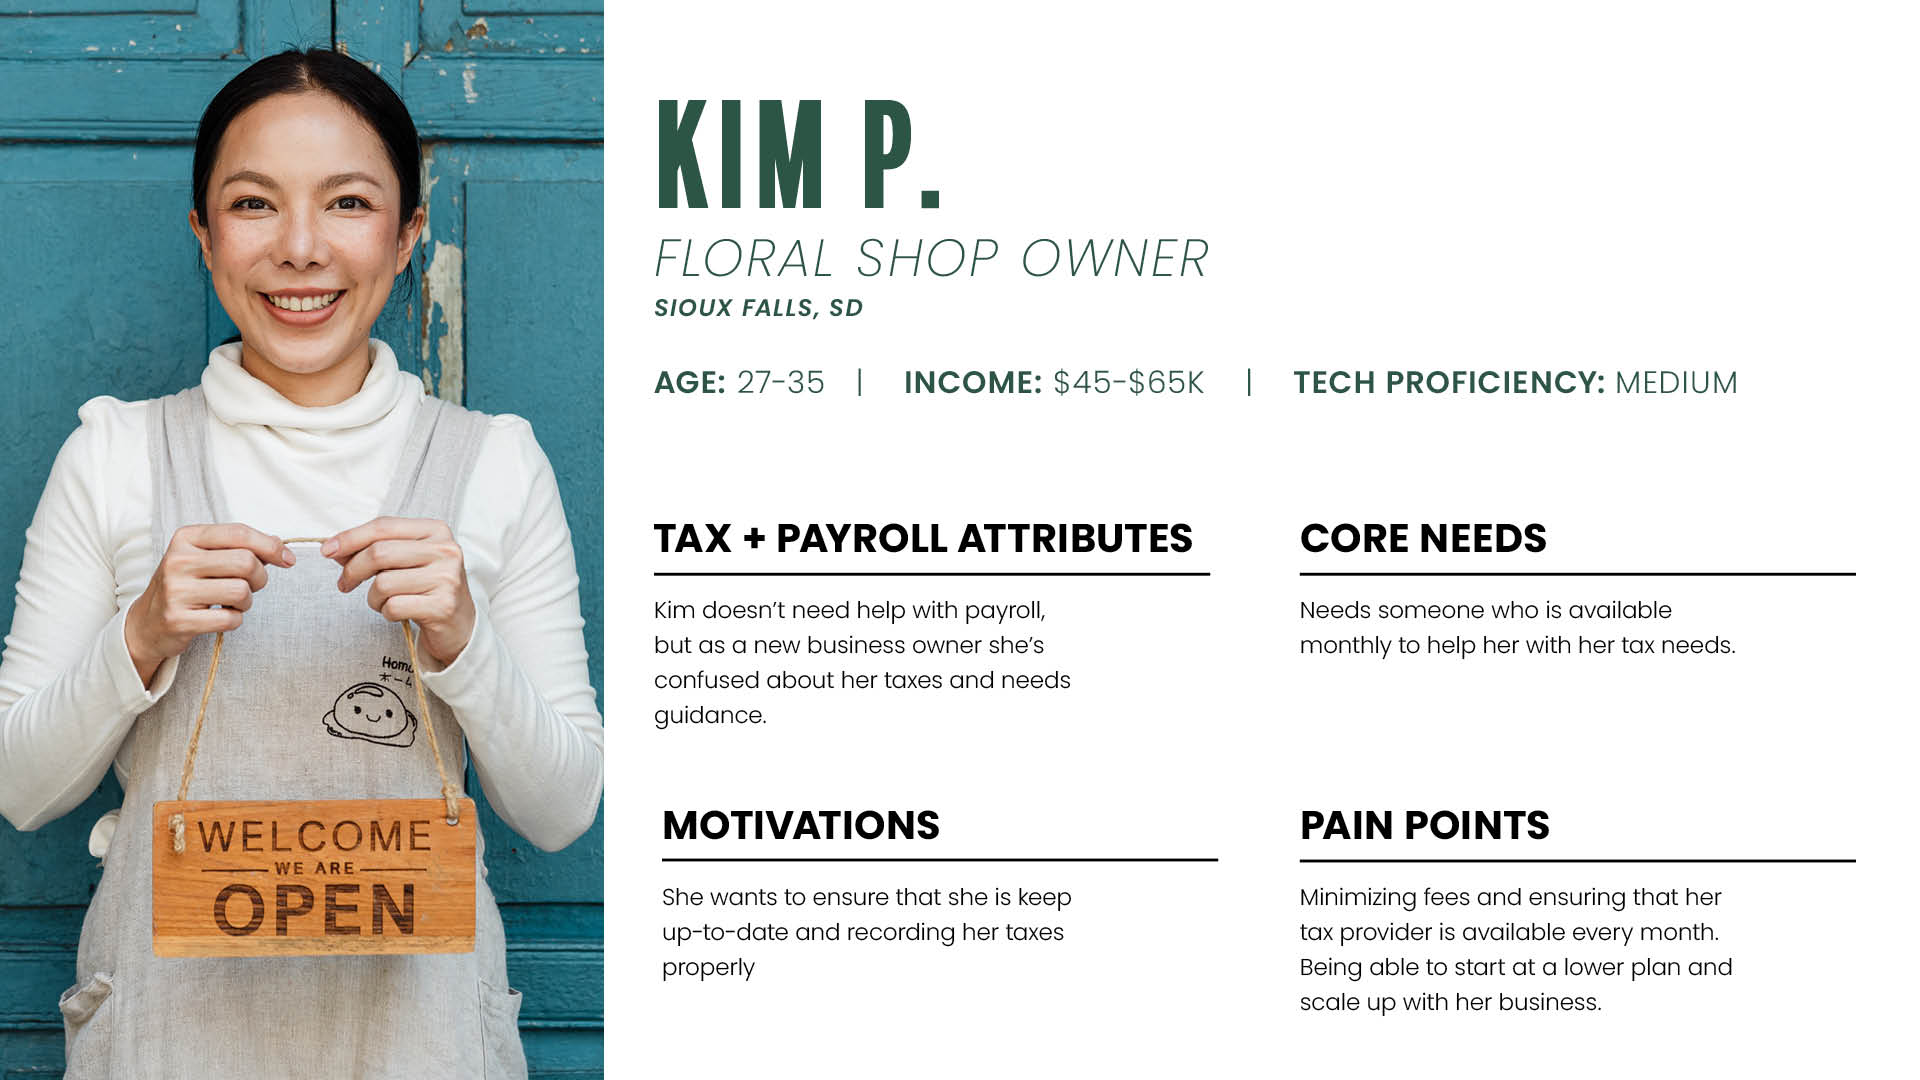 KIM P.
FLORAL SHOP OWNER
SIOUX FALLS, SD
AGE: 27-35 | INCOME: $45-$65K | TECH PROFICIENCY: MEDIUM
TAX + PAYROLL ATTRIBUTES
Kim doesn’t need help with payroll,
but as a new business owner she’s
confused about her taxes and needs
guidance.
CORE NEEDS
Needs someone who is available
monthly to help her with her tax needs.
MOTIVATIONS
She wants to ensure that she is keep
up-to-date and recording her taxes
properly
PAIN POINTS
Minimizing fees and ensuring that her
tax provider is available every month.
Being able to start at a lower plan and
scale up with her business.
WELCOME
WE ARE
OPEN